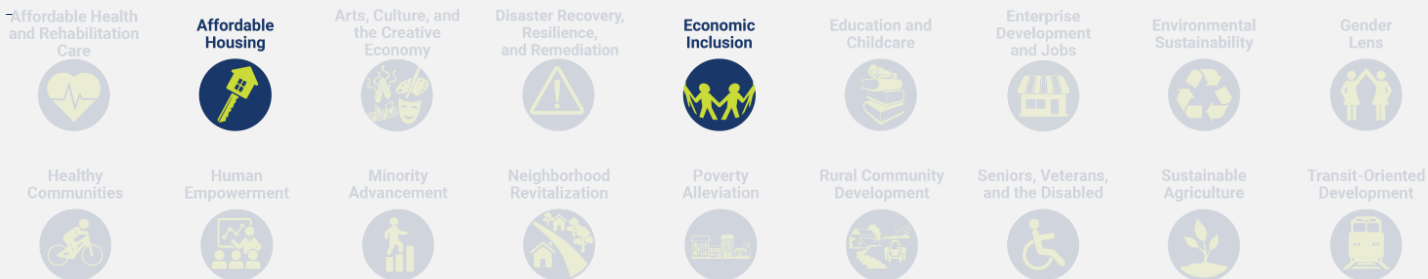 Affordable Health
and Rehabilitation
Care
Affordable
Housing
Arts, Culture, and
the Creative
Economy
Disaster Recovery,
Resilience,
and Remediation
Economic
Inclusion
Education and
Childcare
Enterprise
Development
and Jobs
Environmental
Sustainability
Gender
Lens
Healthy
Communities
Human
Empowerment
Minority
Advancement
Neighborhood
Revitalization
Poverty
Alleviation
Rural Community
Development
Seniors, Veterans,
and the Disabled
Sustainable
Agriculture
Transit-Oriented
Development